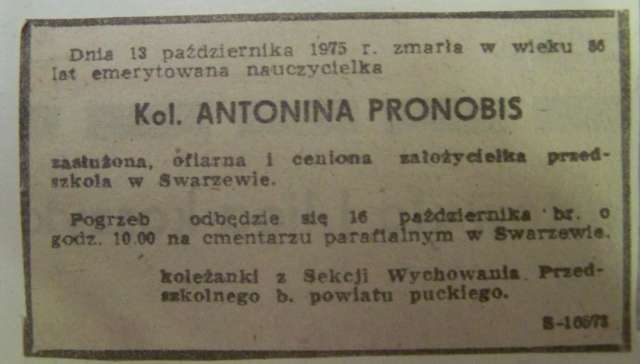 Dnia 13 października 1975 r. zmarła w wieku 86
lat emerytowana nauczycielka
Kol. ANTONINA PRONOBIS
zasłużona, ofiarna i ceniona założycielka przed-
szkola w Swarzewie.
Pogrzeb odbędzie się 16 października br. o
godz. 10.00 na cmentarzu parafialnym w Swarzewie.
koleżanki z Sekcji Wychowania Przed-
szkolnego b. powiatu puckiego.